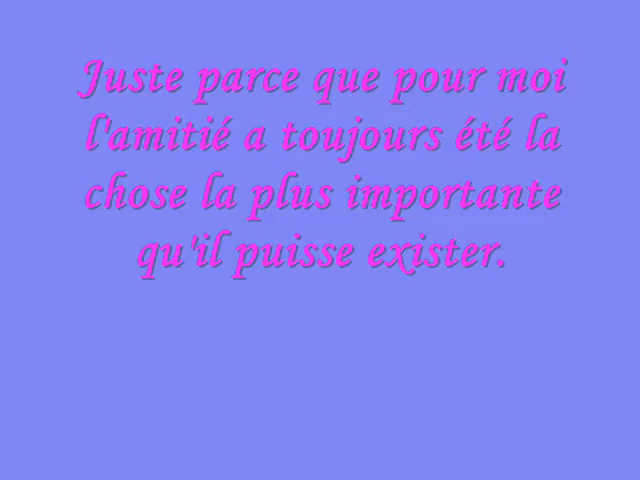 Juste parce que pour moi
l'amitié a toujours été la
chose la plus importante
qu'il puisse exister.